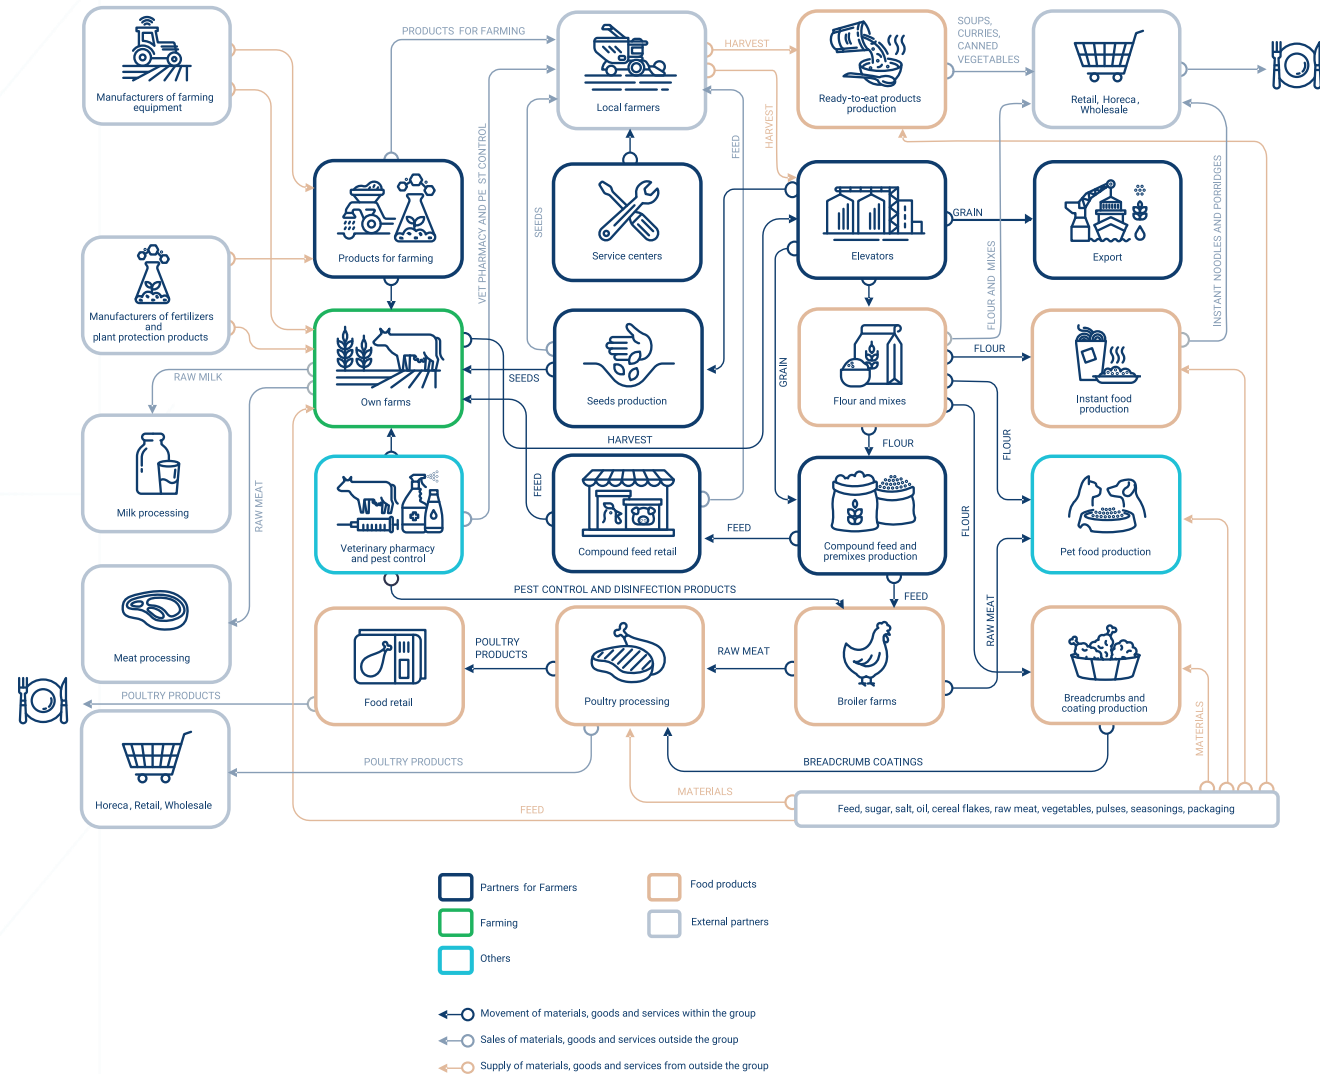 PRODUCTS FOR FARMING
HARVEST
SOUPS,
CURRIES,
CANNED
VEGETABLES
Manufacturers of farming
equipment
Local farmers
Ready-to-eat products
production
Retail, Horeca,
Wholesale
HARVEST
FEED
VET PHARMACY AND PE ST CONTROL
SEEDS
Products for farming
Service centers
Elevators
GRAIN
Export
FLOUR AND MIXES
INSTANT NOODLES AND PORRIDGES
Manufacturers of fertilizers
and
plant protection products
RAW MILK
Own farms
SEEDS
Seeds production
GRAIN
Flour and mixes
FLOUR
Instant food
production
HARVEST
FLOUR
FLOUR
Milk processing
RAW MEAT
Veterinary pharmacy
and pest control
FEED
Compound feed retail
FEED
Compound feed and
premixes production
FLOUR
Pet food production
PEST CONTROL AND DISINFECTION PRODUCTS
FEED
Meat processing
POULTRY
PRODUCTS
RAW MEAT
RAW MEAT
Food retail
Poultry processing
Broiler farms
Breadcrumbs and
coating production
POULTRY PRODUCTS
POULTRY PRODUCTS
BREADCRUMB COATINGS
MATERIALS
MATERIALS
Horeca, Retail, Wholesale
FEED
Feed, sugar, salt, oil, cereal flakes, raw meat, vegetables, pulses, seasonings, packaging
Partners for Farmers
Food products
Farming
External partners
Others
Movement of materials, goods and services within the group
Sales of materials, goods and services outside the group
Supply of materials, goods and services from outside the group